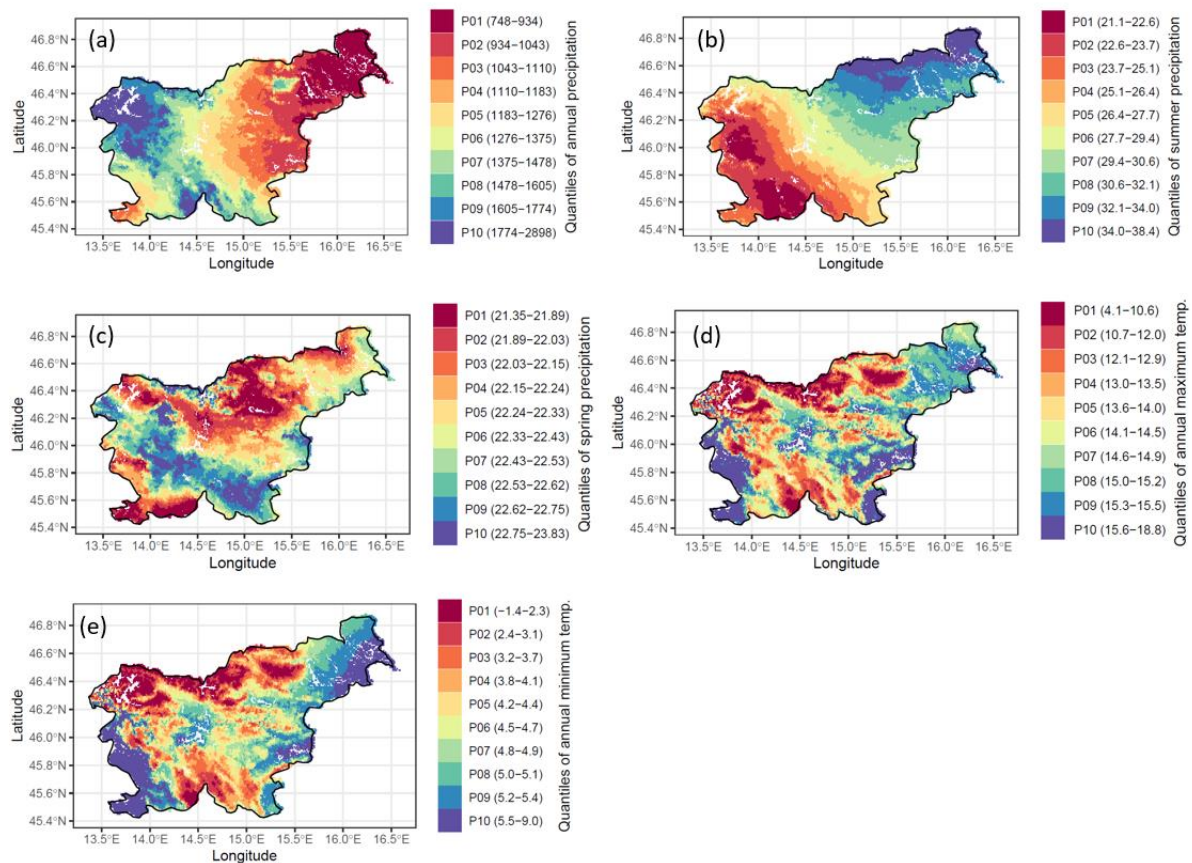 (a)
46.8°N
46.6°N
46.4°N
46.2°N
46.0°N
45.8°N
45.6°N
45.4°N
Latitude
13.5°E 14.0°E 14.5°E 15.0°E 15.5°E 16.0°E 16.5°E
Longitude
P01 (748−934)
P02 (934−1043)
P03 (1043−1110)
P04 (1110−1183)
P05 (1183−1276)
P06 (1276−1375)
P07 (1375−1478)
P08 (1478−1605)
P09 (1605−1774)
P10 (1774−2898)
Quantiles of annual precipitation
(b)
46.8°N
46.6°N
46.4°N
46.2°N
46.0°N
45.8°N
45.6°N
45.4°N
Latitude
13.5°E 14.0°E 14.5°E 15.0°E 15.5°E 16.0°E 16.5°E
Longitude
P01 (21.1−22.6)
P02 (22.6−23.7)
P03 (23.7−25.1)
P04 (25.1−26.4)
P05 (26.4−27.7)
P06 (27.7−29.4)
P07 (29.4−30.6)
P08 (30.6−32.1)
P09 (32.1−34.0)
P10 (34.0−38.4)
Quantiles of summer precipitation
(c)
46.8°N
46.6°N
46.4°N
46.2°N
46.0°N
45.8°N
45.6°N
45.4°N
Latitude
13.5°E 14.0°E 14.5°E 15.0°E 15.5°E 16.0°E 16.5°E
Longitude
P01 (21.35−21.89)
P02 (21.89−22.03)
P03 (22.03−22.15)
P04 (22.15−22.24)
P05 (22.24−22.33)
P06 (22.33−22.43)
P07 (22.43−22.53)
P08 (22.53−22.62)
P09 (22.62−22.75)
P10 (22.75−23.83)
Quantiles of spring precipitation
(d)
46.8°N
46.6°N
46.4°N
46.2°N
46.0°N
45.8°N
45.6°N
45.4°N
Latitude
13.5°E 14.0°E 14.5°E 15.0°E 15.5°E 16.0°E 16.5°E
Longitude
P01 (4.1−10.6)
P02 (10.7−12.0)
P03 (12.1−12.9)
P04 (13.0−13.5)
P05 (13.6−14.0)
P06 (14.1−14.5)
P07 (14.6−14.9)
P08 (15.0−15.2)
P09 (15.3−15.5)
P10 (15.6−18.8)
Quantiles of annual maximum temp.
(e)
46.8°N
46.6°N
46.4°N
46.2°N
46.0°N
45.8°N
45.6°N
45.4°N
Latitude
13.5°E 14.0°E 14.5°E 15.0°E 15.5°E 16.0°E 16.5°E
Longitude
P01 (−1.4−2.3)
P02 (2.4−3.1)
P03 (3.2−3.7)
P04 (3.8−4.1)
P05 (4.2−4.4)
P06 (4.5−4.7)
P07 (4.8−4.9)
P08 (5.0−5.1)
P09 (5.2−5.4)
P10 (5.5−9.0)
Quantiles of annual minimum temp.